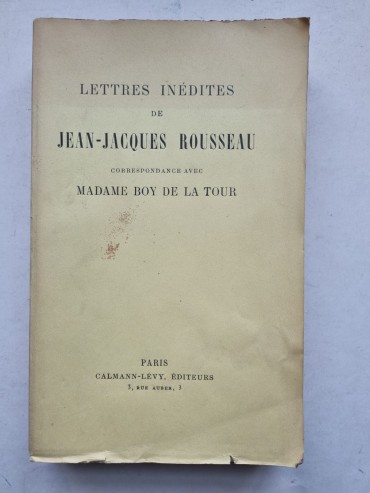 LETTRES INÉDITES
DE
JEAN-JACQUES ROUSSEAU
CORRESPONDANCE AVEC
MADAME BOY DE LA TOUR
PARIS
CALMANN-LÉVY, ÉDITEURS
3, RUE AUBER, 3